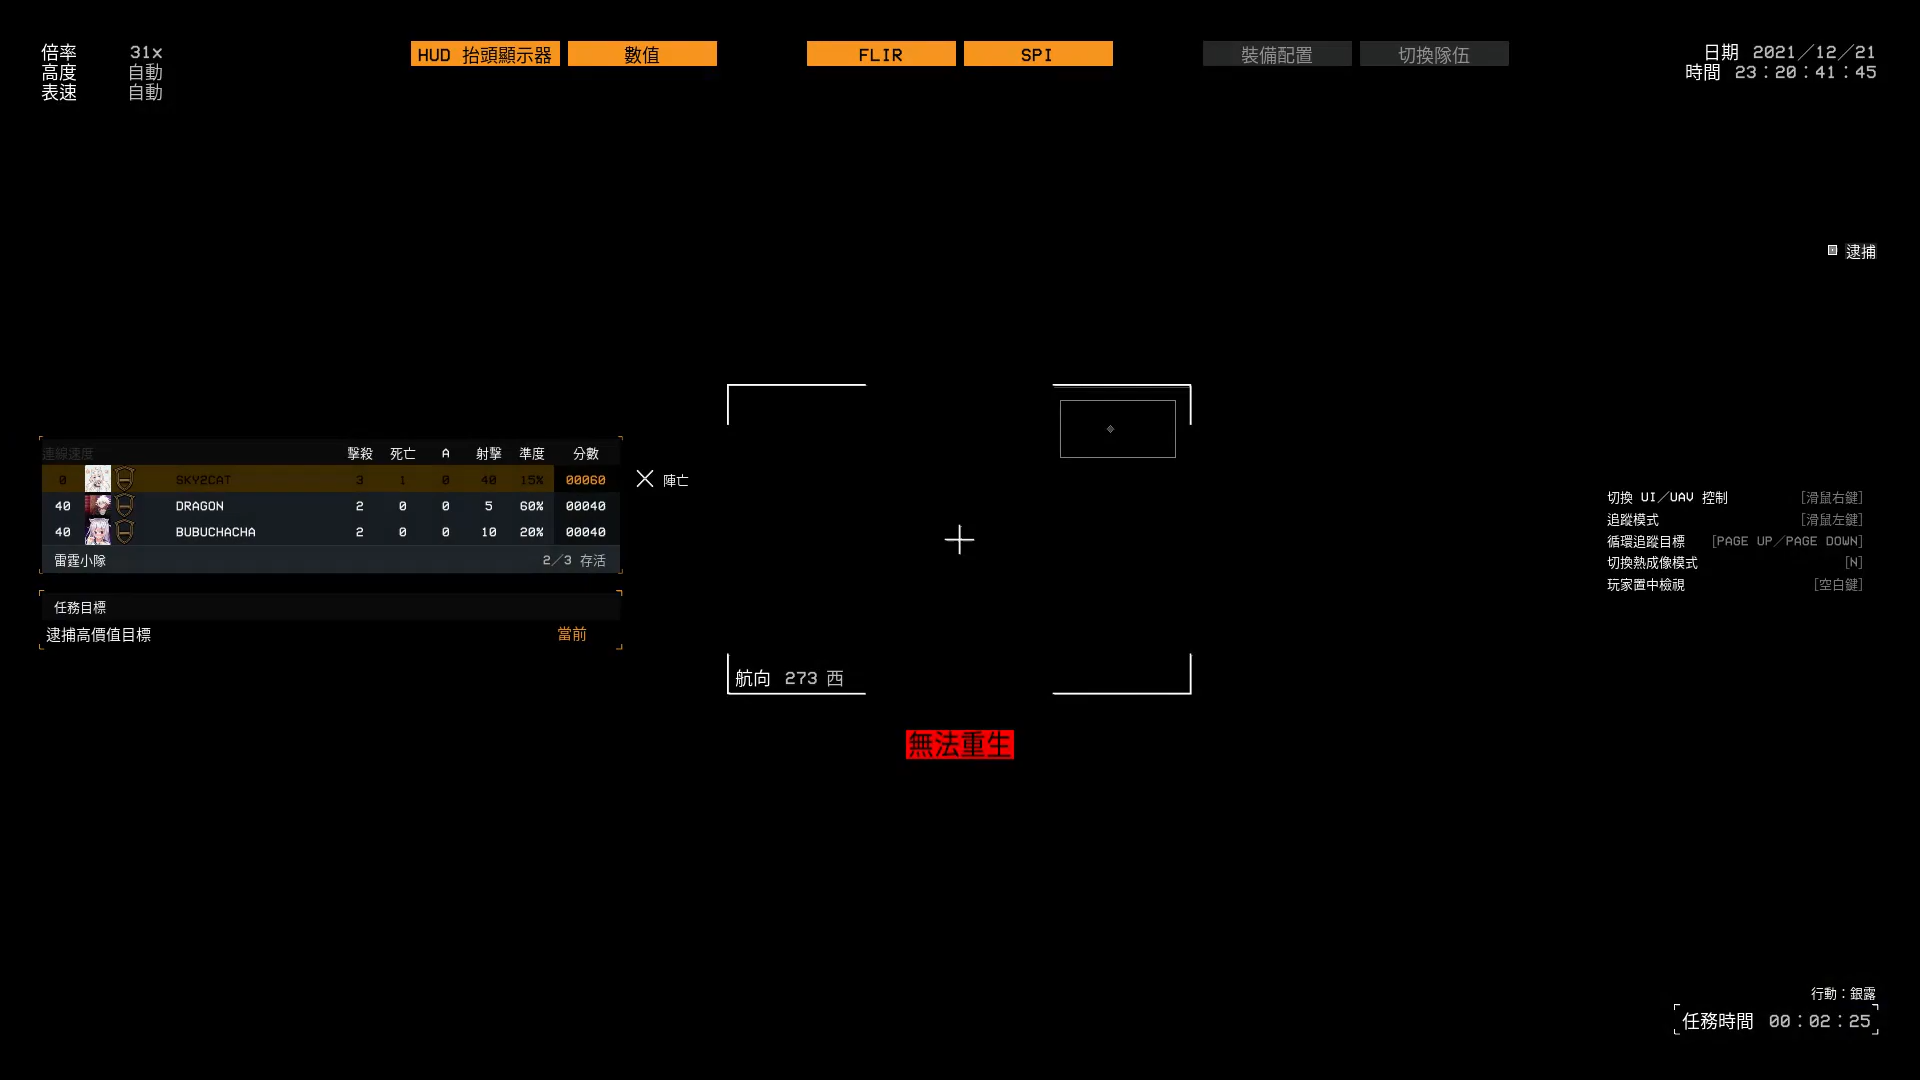 倍率 31x
高度 自動
表速 自動
HUD 抬頭顯示器 數值 FLIR SPI 裝備配置 切換隊伍
日期 2021／12／21
時間 23：20：41：45
逮捕
連線速度 擊殺 死亡 A 射擊 準度 分數
0 SKY2CAT 3 1 0 40 15% 00060 陣亡
40 DRAGON 2 0 0 5 60% 00040
40 BUBUCHACHA 2 0 0 10 20% 00040
雷霆小隊 2／3 存活
任務目標
逮捕高價值目標 當前
切換 UI／UAV 控制 [滑鼠右鍵]
追蹤模式 [滑鼠左鍵]
循環追蹤目標 [PAGE UP／PAGE DOWN]
切換熱成像模式 [N]
玩家置中檢視 [空白鍵]
航向 273 西
無法重生
行動：銀露
任務時間 00：02：25